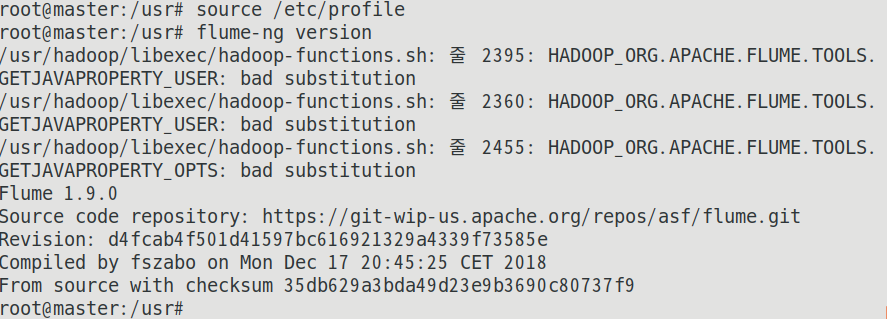 root@master:/usr# source /etc/profile
root@master:/usr# flume-ng version
/usr/hadoop/libexec/hadoop-functions.sh: 줄 2395: HADOOP_ORG.APACHE.FLUME.TOOLS.
GETJAVAPROPERTY_USER: bad substitution
/usr/hadoop/libexec/hadoop-functions.sh: 줄 2360: HADOOP_ORG.APACHE.FLUME.TOOLS.
GETJAVAPROPERTY_USER: bad substitution
/usr/hadoop/libexec/hadoop-functions.sh: 줄 2455: HADOOP_ORG.APACHE.FLUME.TOOLS.
GETJAVAPROPERTY_OPTS: bad substitution
Flume 1.9.0
Source code repository: https://git-wip-us.apache.org/repos/asf/flume.git
Revision: d4fcab4f501d41597bc616921329a4339f73585e
Compiled by fszabo on Mon Dec 17 20:45:25 CET 2018
From source with checksum 35db629a3bda49d23e9b3690c80737f9
root@master:/usr#